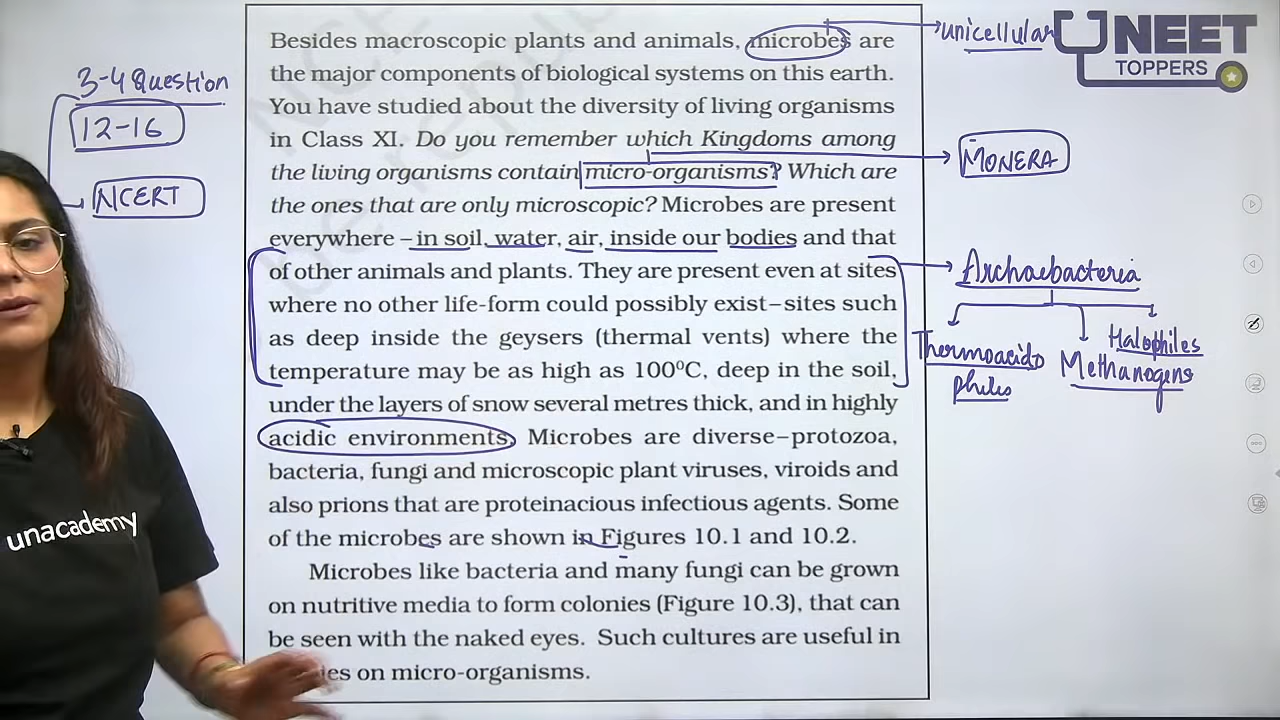 Besides macroscopic plants and animals, microbes are
the major components of biological systems on this earth.
You have studied about the diversity of living organisms
in Class XI. Do you remember which Kingdoms among
the living organisms contain micro-organisms? Which are
the ones that are only microscopic? Microbes are present
everywhere – in soil, water, air, inside our bodies and that
of other animals and plants. They are present even at sites
where no other life-form could possibly exist–sites such
as deep inside the geysers (thermal vents) where the
temperature may be as high as 100⁰C, deep in the soil,
under the layers of snow several metres thick, and in highly
acidic environments. Microbes are diverse–protozoa,
bacteria, fungi and microscopic plant viruses, viroids and
also prions that are proteinacious infectious agents. Some
of the microbes are shown in Figures 10.1 and 10.2.
Microbes like bacteria and many fungi can be grown
on nutritive media to form colonies (Figure 10.3), that can
be seen with the naked eyes. Such cultures are useful in
on micro-organisms.
3-4 Question
12-16
NCERT
unicellular
MONERA
Archaebacteria
Thermoacido
philes
Methanogens
Halophiles
NEET
TOPPERS
unacademy